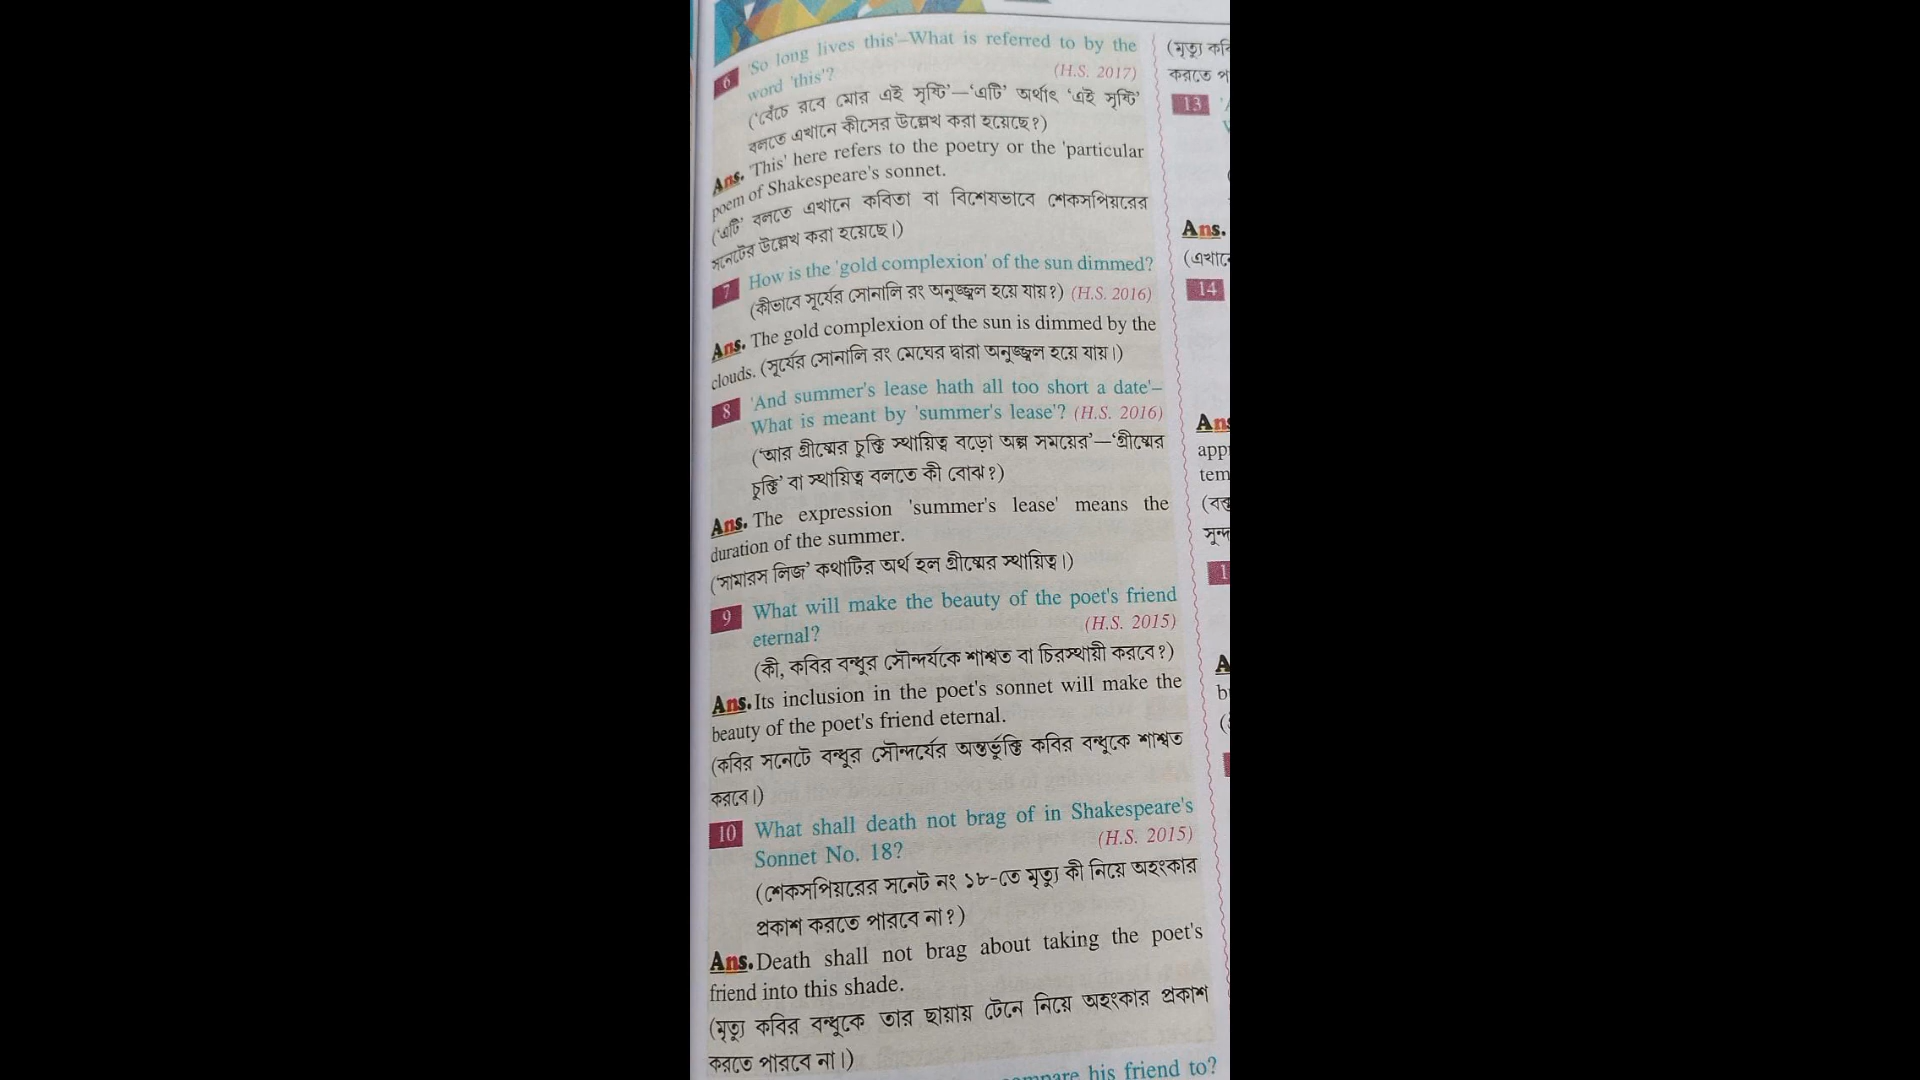 'So long lives this'–What is referred to by the
word 'this'? (H.S. 2017)
('বেঁচে রবে মোর এই সৃষ্টি'—'এটি' অর্থাৎ 'এই সৃষ্টি'
বলতে এখানে কীসের উল্লেখ করা হয়েছে?)
Ans. 'This' here refers to the poetry or the 'particular
poem of Shakespeare's sonnet.
('এটি' বলতে এখানে কবিতা বা বিশেষভাবে শেকসপিয়রের
সনেটের উল্লেখ করা হয়েছে।)
7 How is the 'gold complexion' of the sun dimmed?
(কীভাবে সূর্যের সোনালি রং অনুজ্জ্বল হয়ে যায়?) (H.S. 2016)
Ans. The gold complexion of the sun is dimmed by the
clouds. (সূর্যের সোনালি রং মেঘের দ্বারা অনুজ্জ্বল হয়ে যায়।)
8 'And summer's lease hath all too short a date'–
What is meant by 'summer's lease'? (H.S. 2016)
('আর গ্রীষ্মের চুক্তি স্থায়িত্ব বড়ো অল্প সময়ের'—'গ্রীষ্মের
চুক্তি' বা স্থায়িত্ব বলতে কী বোঝ?)
Ans. The expression 'summer's lease' means the
duration of the summer.
('সামারস লিজ' কথাটির অর্থ হল গ্রীষ্মের স্থায়িত্ব।)
9 What will make the beauty of the poet's friend
eternal? (H.S. 2015)
(কী, কবির বন্ধুর সৌন্দর্যকে শাশ্বত বা চিরস্থায়ী করবে?)
Ans. Its inclusion in the poet's sonnet will make the
beauty of the poet's friend eternal.
(কবির সনেটে বন্ধুর সৌন্দর্যের অন্তর্ভুক্তি কবির বন্ধুকে শাশ্বত
করবে।)
10 What shall death not brag of in Shakespeare's
Sonnet No. 18? (H.S. 2015)
(শেকসপিয়রের সনেট নং ১৮-তে মৃত্যু কী নিয়ে অহংকার
প্রকাশ করতে পারবে না?)
Ans. Death shall not brag about taking the poet's
friend into this shade.
(মৃত্যু কবির বন্ধুকে তার ছায়ায় টেনে নিয়ে অহংকার প্রকাশ
করতে পারবে না।)
his friend to?
(মৃত্যু
করতে
13
Ans.
14